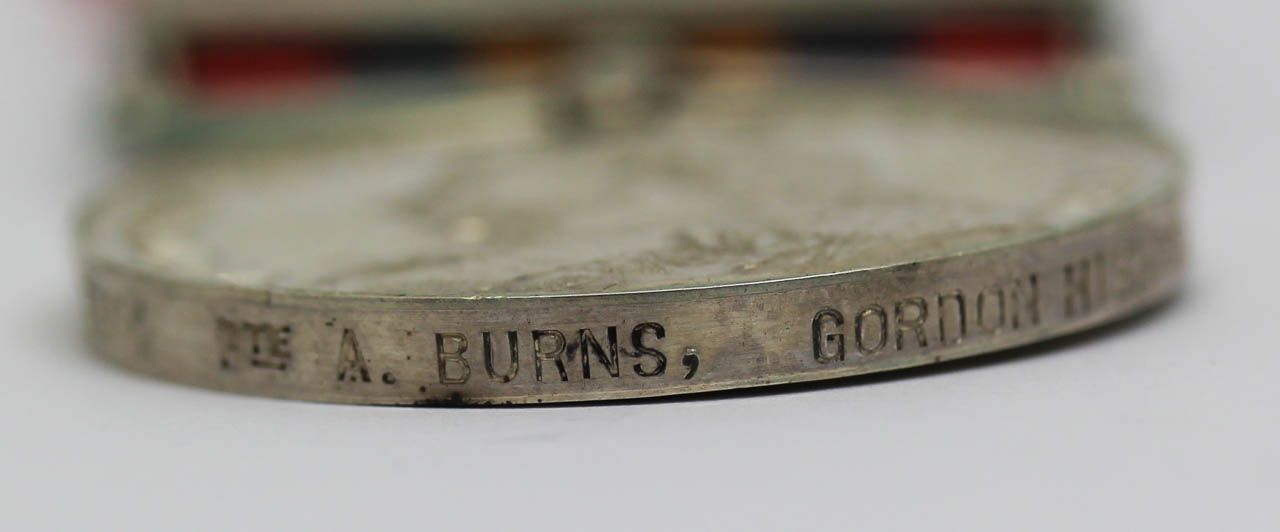 PTE A. BURNS, GORDON